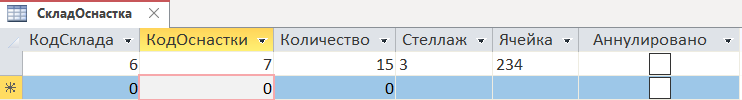 СкладОснастка
КодСклада КодОснастки Количество Стеллаж Ячейка Аннулировано
6 7 15 3 234
0 0 0